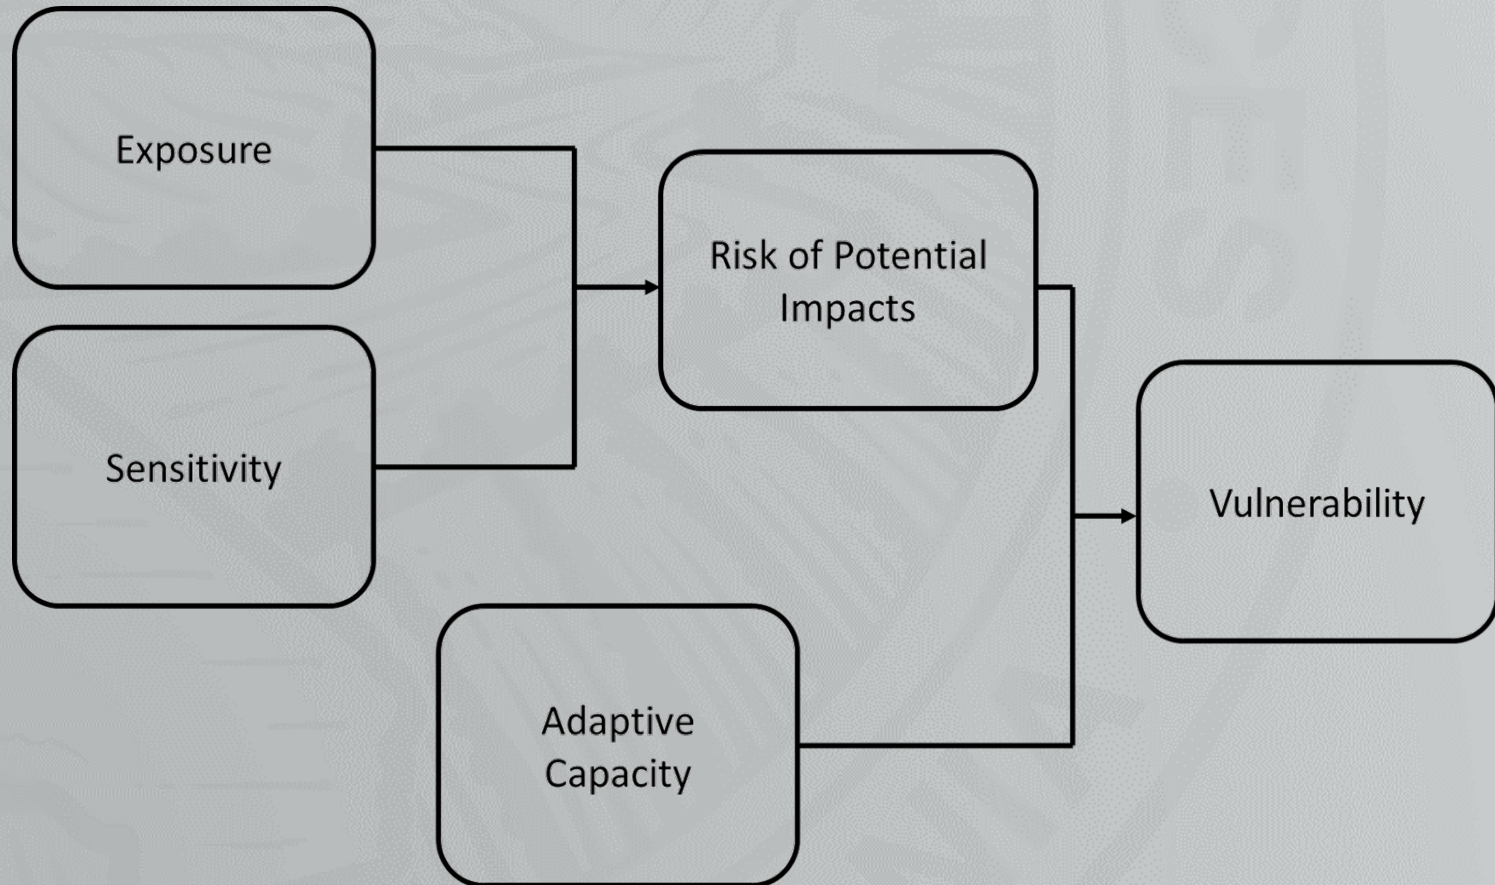 Exposure
Risk of Potential
Impacts
Sensitivity
Vulnerability
Adaptive
Capacity